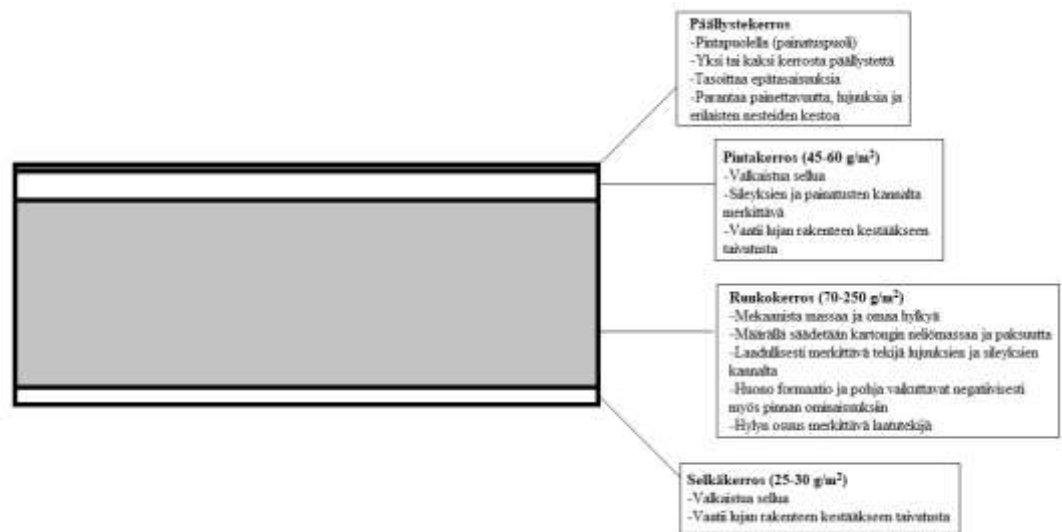 Päällystekerros
-Pintapuolella (painatuspuoli)
-Yksi tai kaksi kerrosta päällystettä
-Tasoittaa epätasaisuuksia
-Parantaa painettavuutta, lujuuksia ja
erilaisten nesteiden kestoa
Pintakerros (45-60 g/m²)
-Valkaistua sellua
-Sileyksien ja painatusten kannalta
merkittävä
-Vaatii lujan rakenteen kestääkseen
taivutusta
Runkokerros (70-250 g/m²)
-Mekaanista massaa ja omaa hylkyä
-Määrällä säädetään kartongin neliömassaa ja paksuutta
-Laadullisesti merkittävä tekijä lujuuksien ja sileyksien
kannalta
-Huono formaatio ja pohja vaikuttavat negatiivisesti
myös pinnan ominaisuuksiin
-Hylyn osuus merkittävä laatutekijä
Selkäkerros (25-30 g/m²)
-Valkaistua sellua
-Vaatii lujan rakenteen kestääkseen taivutusta